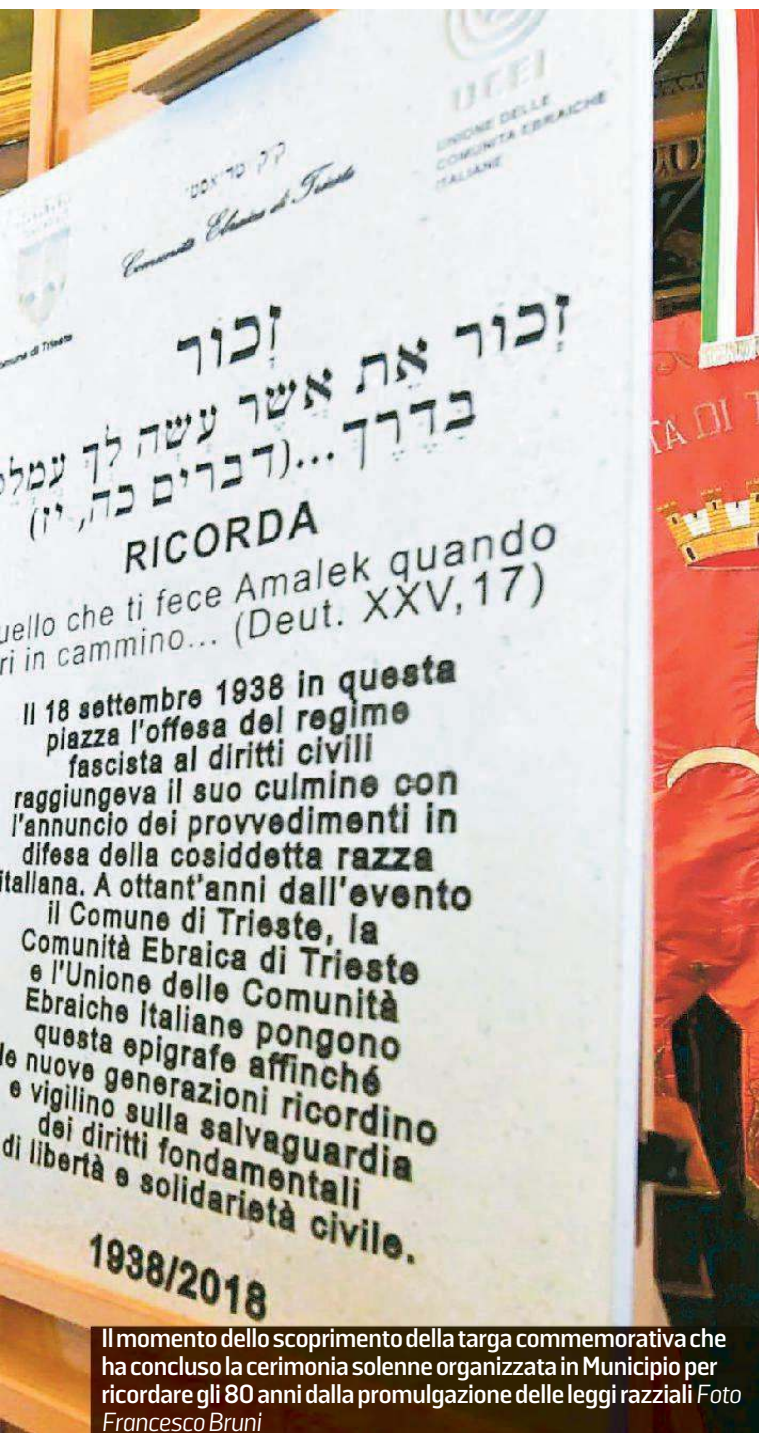 UCEI
UNIONE DELLE
COMUNITÀ EBRAICHE
ITALIANE
ק״ק טריאסטי
Comunità Ebraica di Trieste
Comune di Trieste
זָכוֹר
זָכוֹר אֵת אֲשֶׁר עָשָׂה לְךָ עֲמָלֵק
בַּדֶּרֶךְ...(דברים כה, יז)
RICORDA
uello che ti fece Amalek quando
ri in cammino... (Deut. XXV,17)
Il 18 settembre 1938 in questa
piazza l'offesa del regime
fascista ai diritti civili
raggiungeva il suo culmine con
l'annuncio dei provvedimenti in
difesa della cosiddetta razza
italiana. A ottant'anni dall'evento
il Comune di Trieste, la
Comunità Ebraica di Trieste
e l'Unione delle Comunità
Ebraiche Italiane pongono
questa epigrafe affinché
le nuove generazioni ricordino
e vigilino sulla salvaguardia
dei diritti fondamentali
di libertà e solidarietà civile.
1938/2018
TA DI T
Il momento dello scoprimento della targa commemorativa che
ha concluso la cerimonia solenne organizzata in Municipio per
ricordare gli 80 anni dalla promulgazione delle leggi razziali Foto
Francesco Bruni